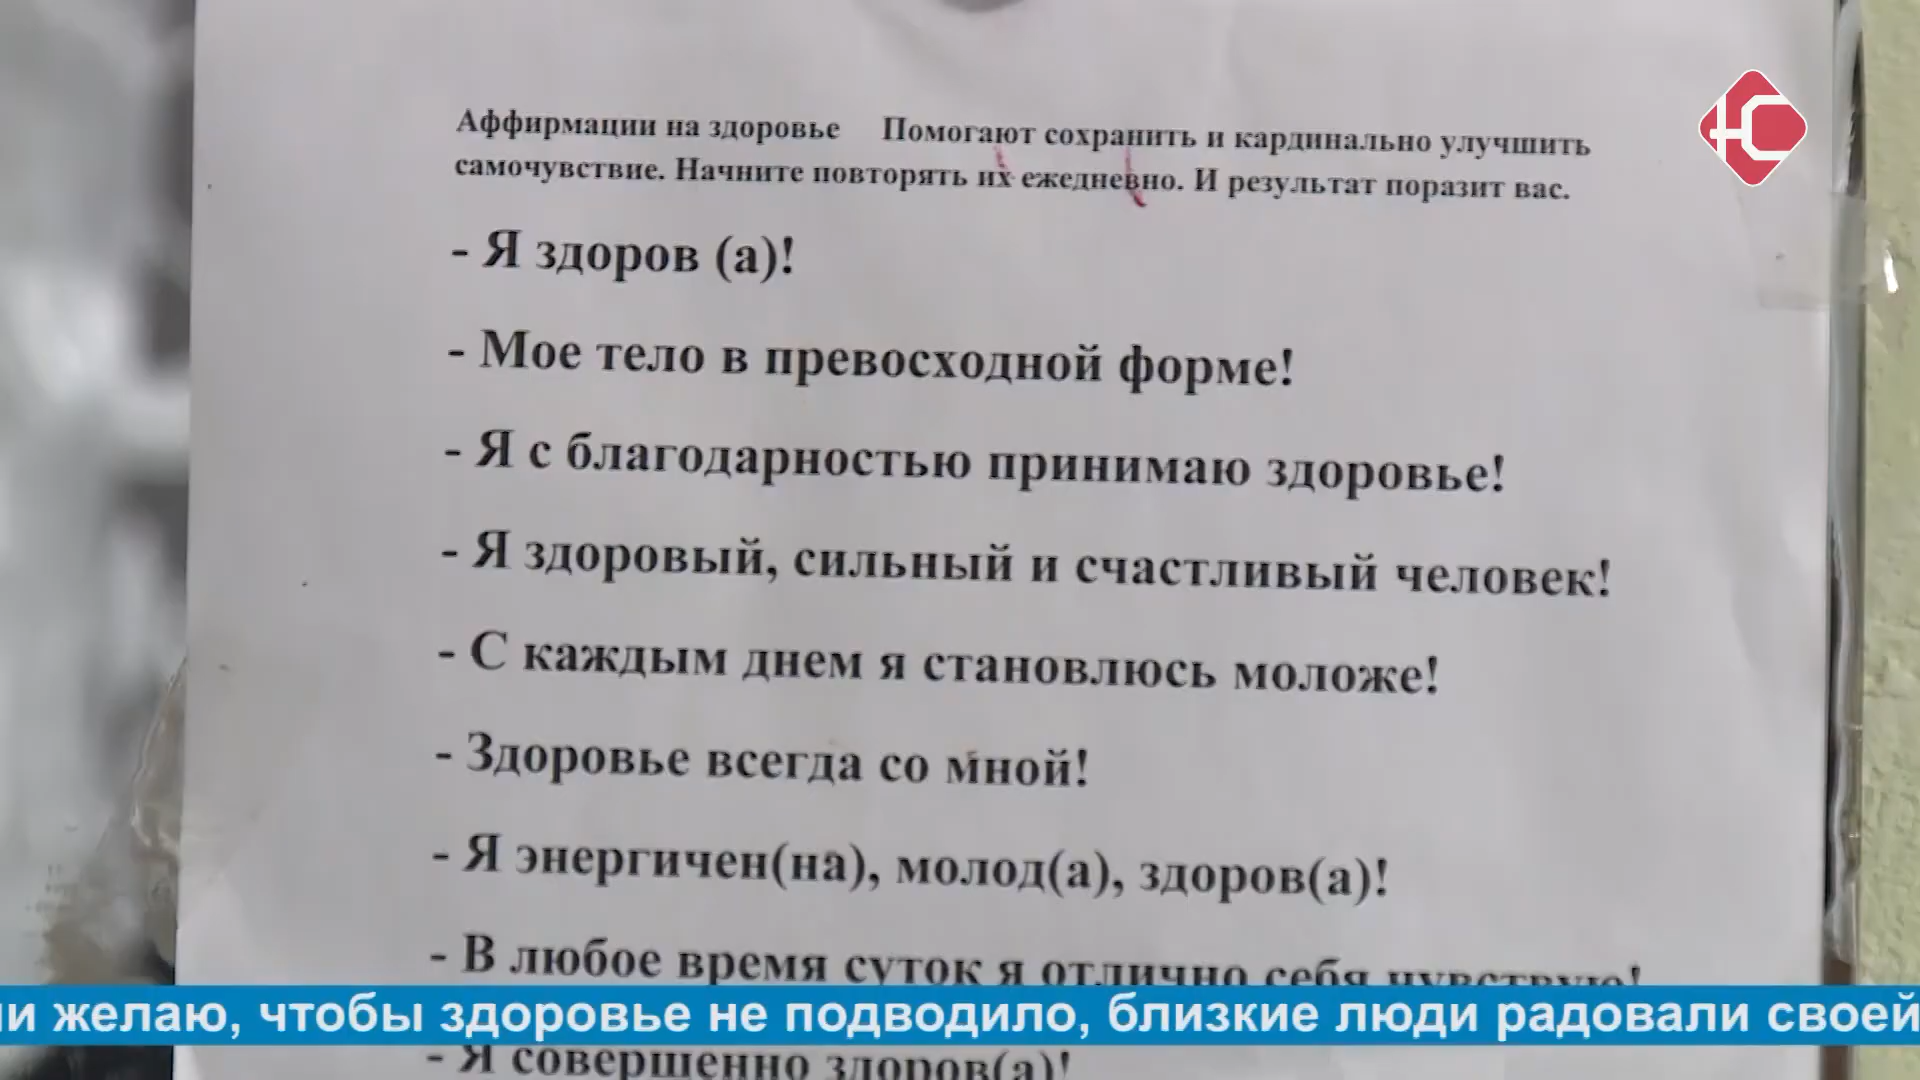 Аффирмации на здоровье Помогают сохранить и кардинально улучшить
самочувствие. Начните повторять их ежедневно. И результат поразит вас.
- Я здоров (а)!
- Мое тело в превосходной форме!
- Я с благодарностью принимаю здоровье!
- Я здоровый, сильный и счастливый человек!
- С каждым днем я становлюсь моложе!
- Здоровье всегда со мной!
- Я энергичен(на), молод(а), здоров(а)!
- В любое время суток я отлично себя чувствую!
и желаю, чтобы здоровье не подводило, близкие люди радовали своей
- Я совершенно здоров(а)!